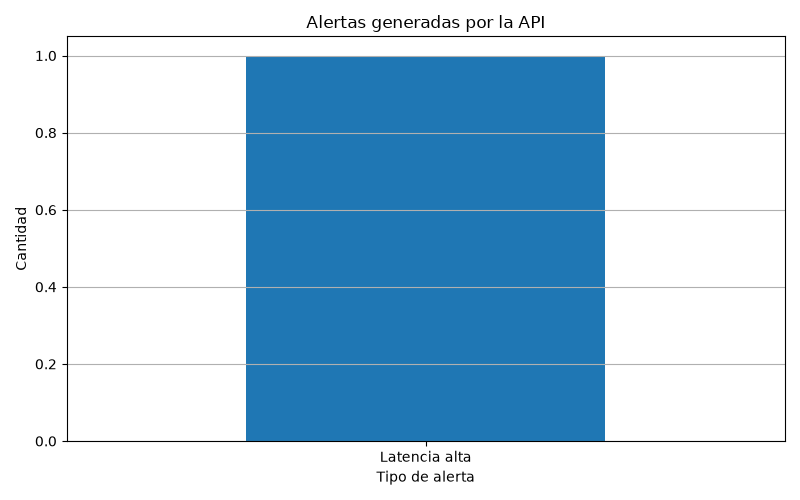 Alertas generadas por la API
1.0
0.8
0.6
0.4
0.2
0.0
Cantidad
Latencia alta
Tipo de alerta